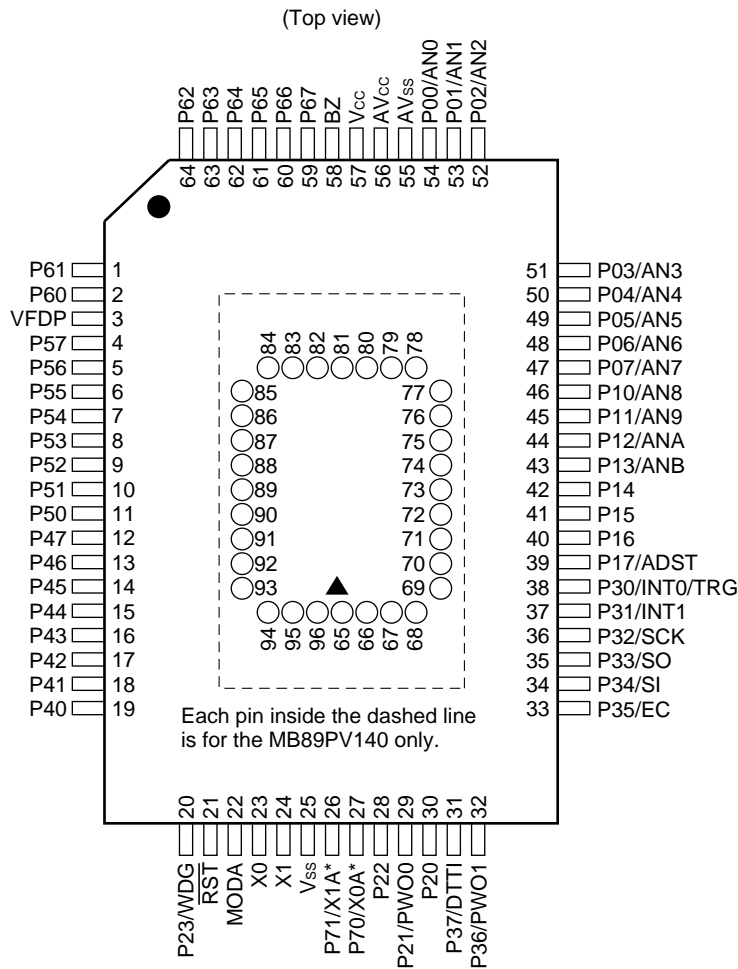 (Top view)
P62 P63 P64 P65 P66 P67 BZ Vcc AVcc AVss P00/AN0 P01/AN1 P02/AN2
64 63 62 61 60 59 58 57 56 55 54 53 52
P61 1
P60 2
VFDP 3
P57 4
P56 5
P55 6
P54 7
P53 8
P52 9
P51 10
P50 11
P47 12
P46 13
P45 14
P44 15
P43 16
P42 17
P41 18
P40 19
84 83 82 81 80 79 78
85 77
86 76
87 75
88 74
89 73
90 72
91 71
92 70
93 69
94 95 96 65 66 67 68
Each pin inside the dashed line
is for the MB89PV140 only.
51 P03/AN3
50 P04/AN4
49 P05/AN5
48 P06/AN6
47 P07/AN7
46 P10/AN8
45 P11/AN9
44 P12/ANA
43 P13/ANB
42 P14
41 P15
40 P16
39 P17/ADST
38 P30/INT0/TRG
37 P31/INT1
36 P32/SCK
35 P33/SO
34 P34/SI
33 P35/EC
20 21 22 23 24 25 26 27 28 29 30 31 32
P23/WDG RST MODA X0 X1 Vss P71/X1A* P70/X0A* P22 P21/PWO0 P20 P37/DTTI P36/PWO1